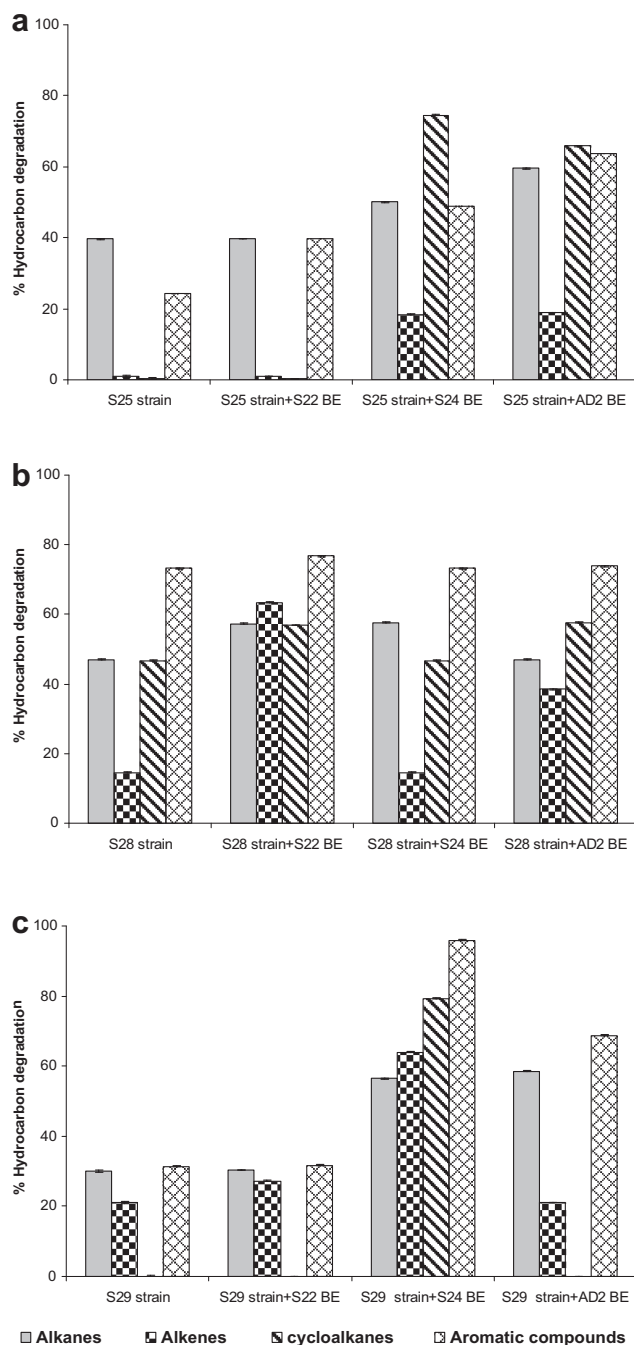 a
% Hydrocarbon degradation
100
80
60
40
20
0
S25 strain S25 strain+S22 BE S25 strain+S24 BE S25 strain+AD2 BE
b
% Hydrocarbon degradation
100
80
60
40
20
0
S28 strain S28 strain+S22 BE S28 strain+S24 BE S28 strain+AD2 BE
c
% Hydrocarbon degradation
100
80
60
40
20
0
S29 strain S29 strain+S22 BE S29 strain+S24 BE S29 strain+AD2 BE
Alkanes Alkenes cycloalkanes Aromatic compounds